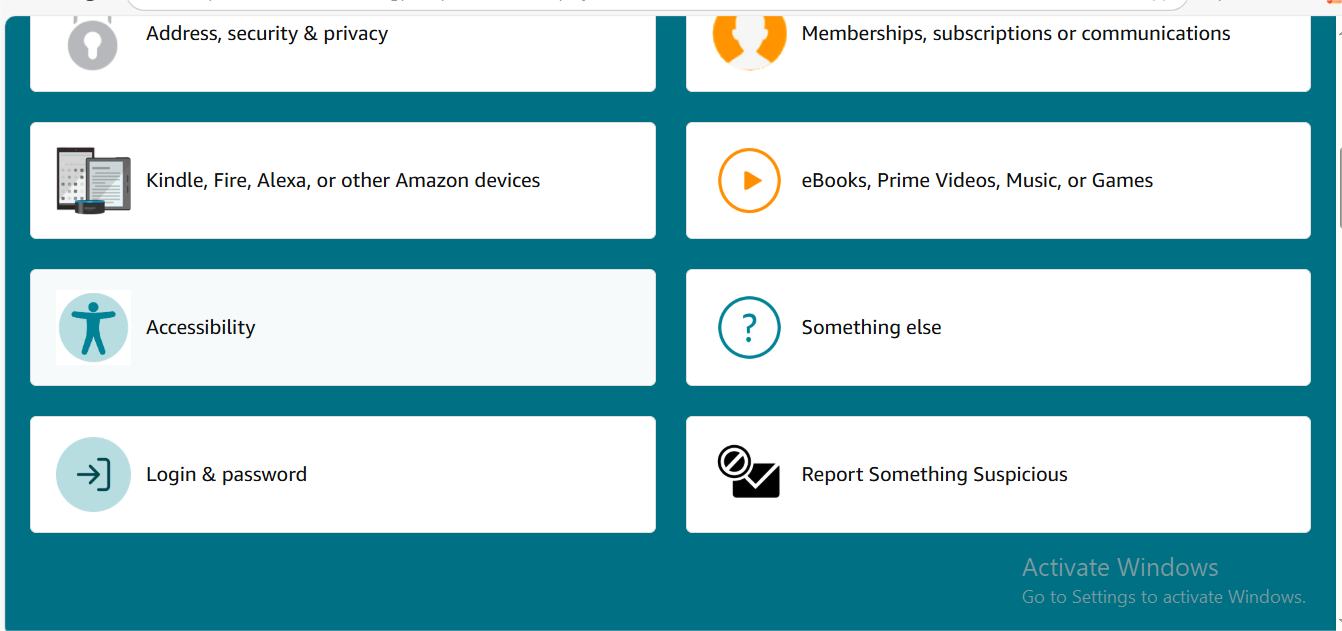 Address, security & privacy
Memberships, subscriptions or communications
Kindle, Fire, Alexa, or other Amazon devices
eBooks, Prime Videos, Music, or Games
Accessibility
?
Something else
Login & password
Report Something Suspicious
Activate Windows
Go to Settings to activate Windows.